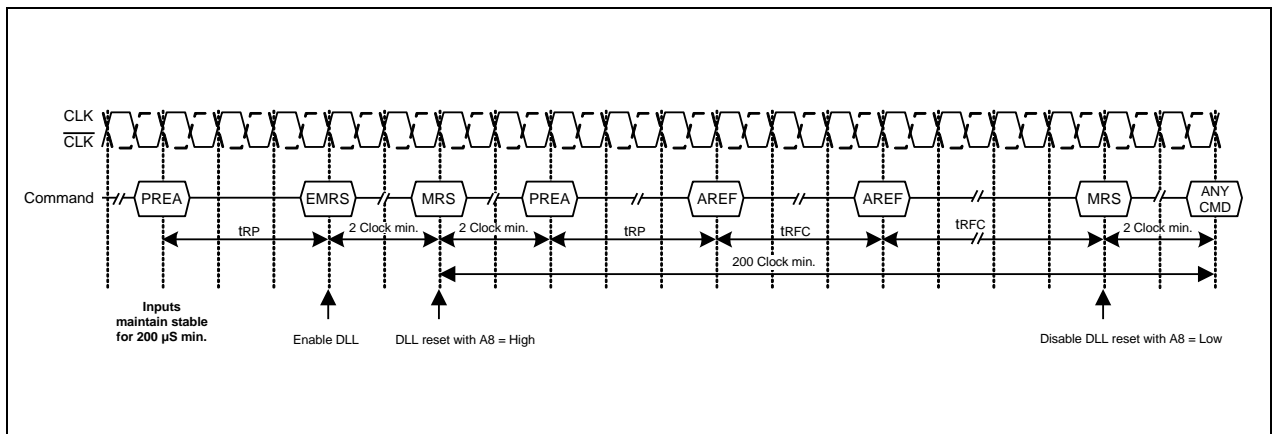 CLK
CLK
Command
PREA
EMRS
MRS
PREA
AREF
AREF
MRS
ANY
CMD
tRP
2 Clock min.
2 Clock min.
tRP
tRFC
tRFC
2 Clock min.
200 Clock min.
Inputs
maintain stable
for 200 µS min.
Enable DLL
DLL reset with A8 = High
Disable DLL reset with A8 = Low